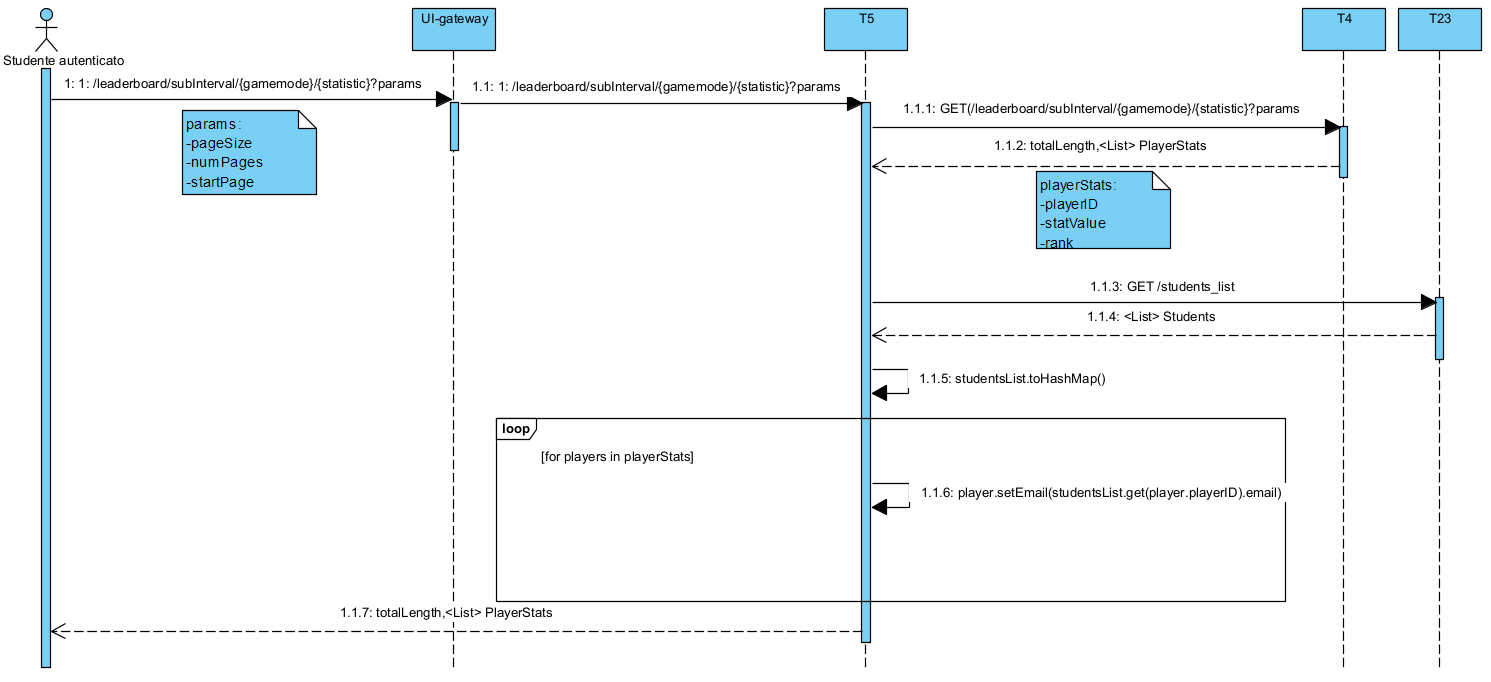 UI-gateway
T5
T4
T23
Studente autenticato
1: 1: /leaderboard/subInterval/{gamemode}/{statistic}?params
1.1: 1: /leaderboard/subInterval/{gamemode}/{statistic}?params
1.1.1: GET(/leaderboard/subInterval/{gamemode}/{statistic}?params
params:
-pageSize
-numPages
-startPage
1.1.2: totalLength,<List> PlayerStats
playerStats:
-playerID
-statValue
-rank
1.1.3: GET /students_list
1.1.4: <List> Students
1.1.5: studentsList.toHashMap()
loop
[for players in playerStats]
1.1.6: player.setEmail(studentsList.get(player.playerID).email)
1.1.7: totalLength,<List> PlayerStats